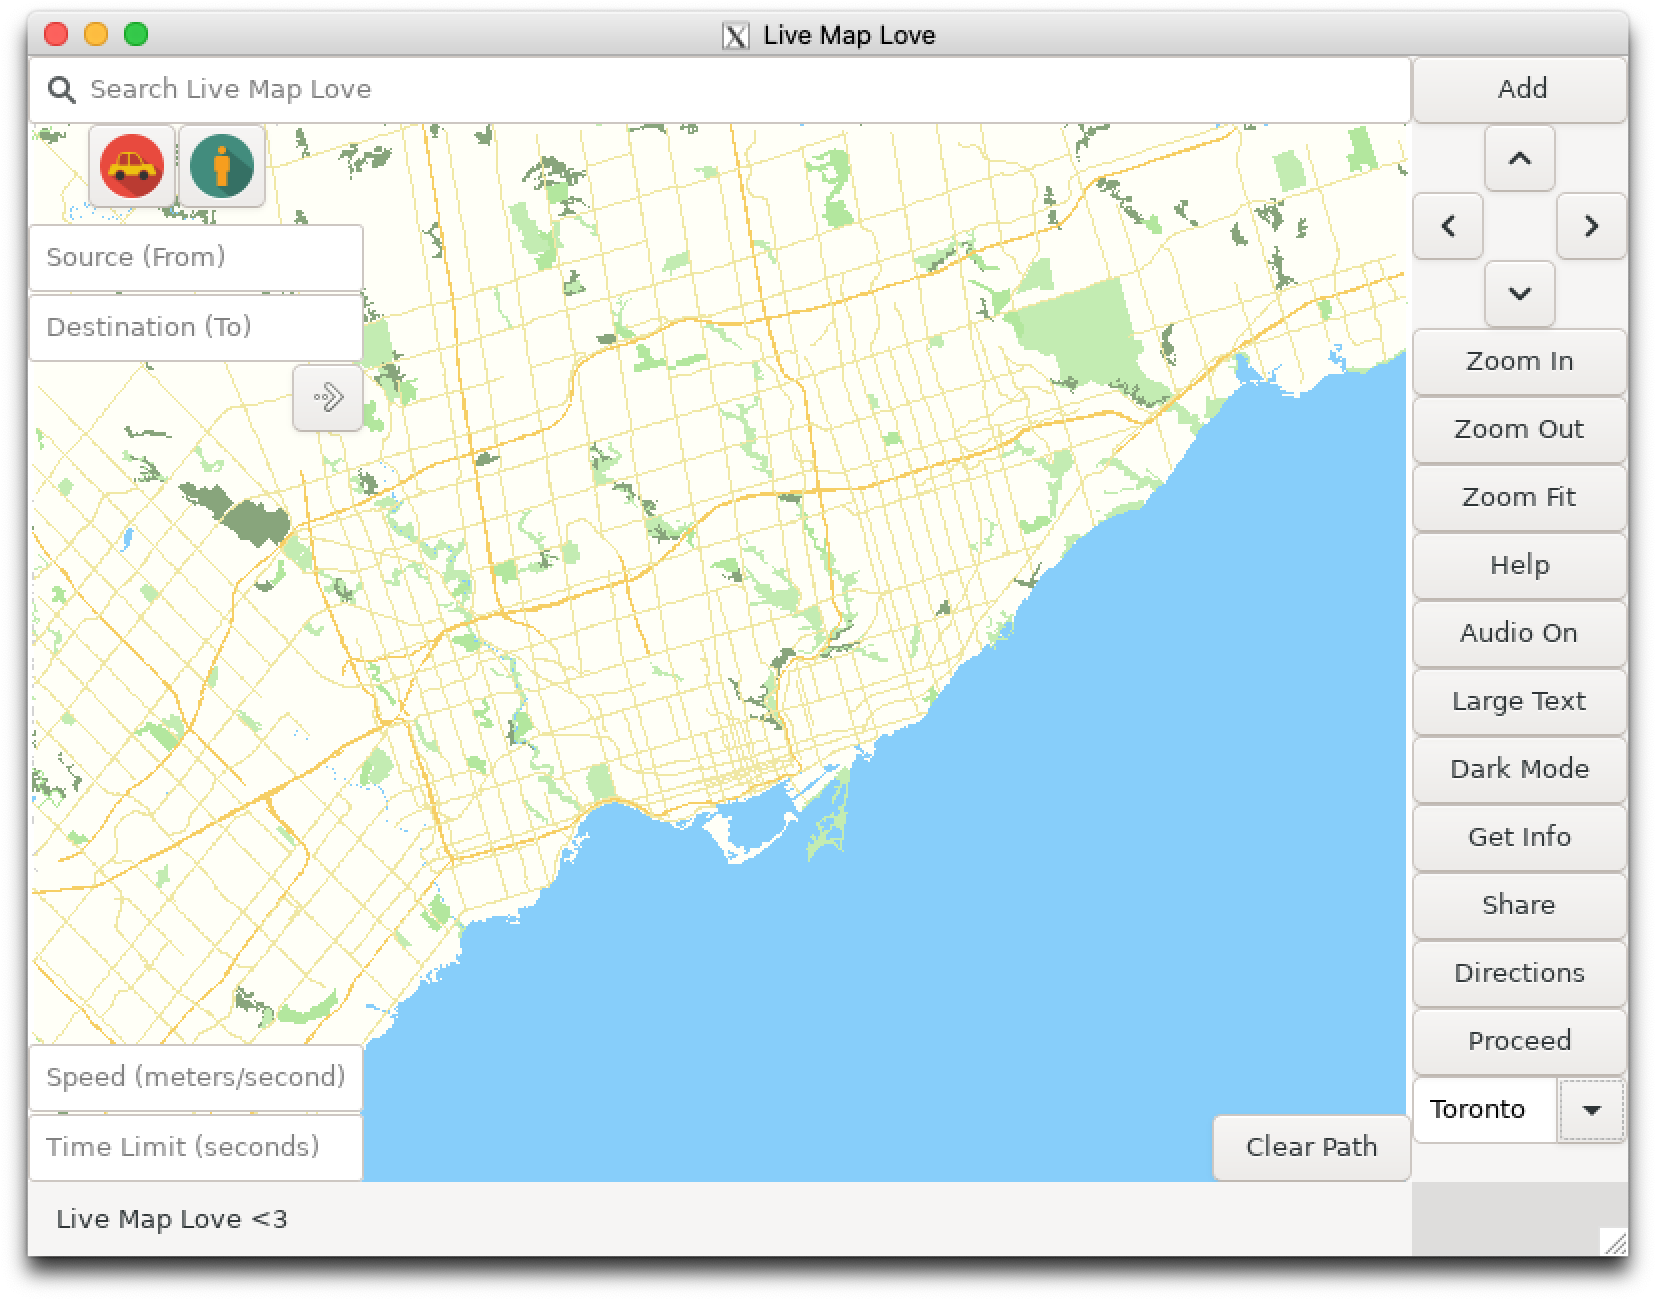 Live Map Love
Search Live Map Love
Add
Source (From)
Destination (To)
Zoom In
Zoom Out
Zoom Fit
Help
Audio On
Large Text
Dark Mode
Get Info
Share
Directions
Proceed
Speed (meters/second)
Toronto
Time Limit (seconds)
Clear Path
Live Map Love <3